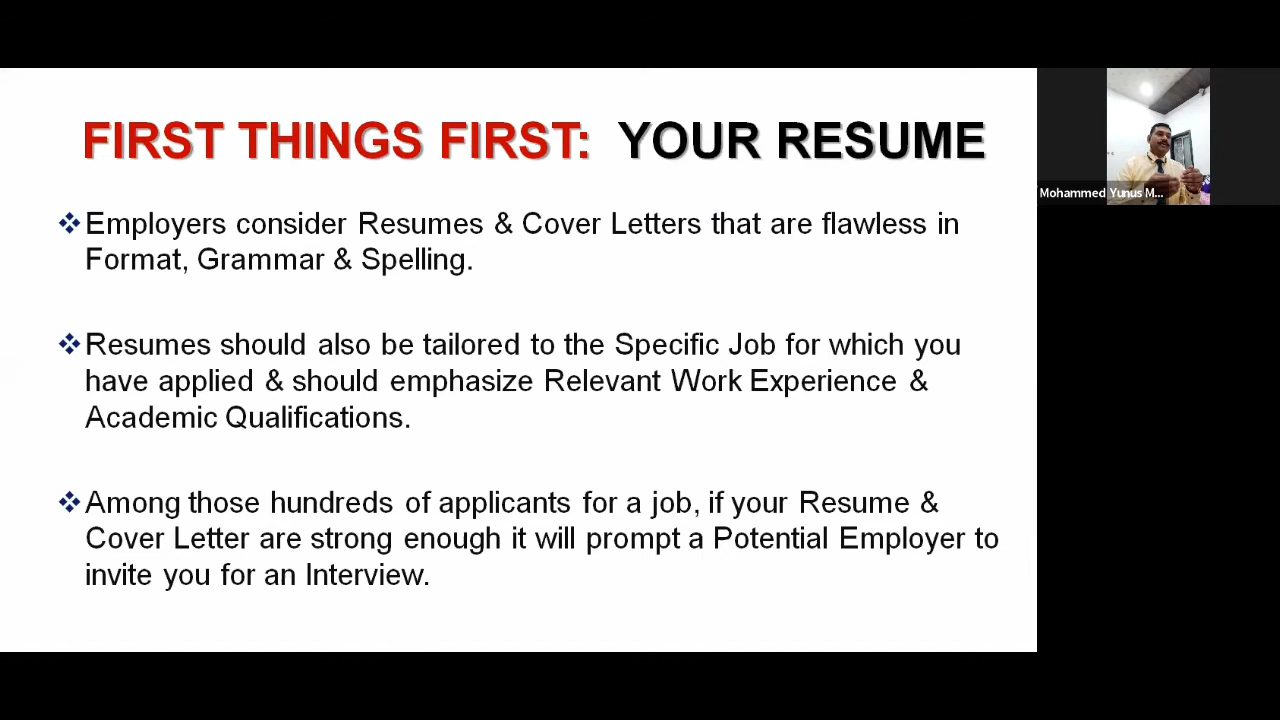 FIRST THINGS FIRST: YOUR RESUME
Employers consider Resumes & Cover Letters that are flawless in
Format, Grammar & Spelling.
Resumes should also be tailored to the Specific Job for which you
have applied & should emphasize Relevant Work Experience &
Academic Qualifications.
Among those hundreds of applicants for a job, if your Resume &
Cover Letter are strong enough it will prompt a Potential Employer to
invite you for an Interview.
Mohammed Yunus M...